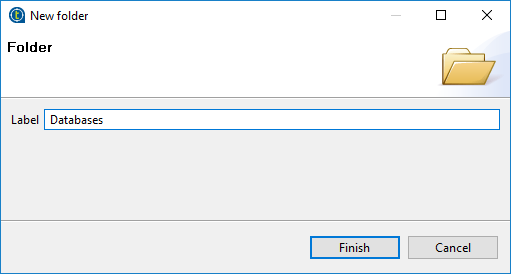 New folder
Folder
Label Databases
Finish Cancel